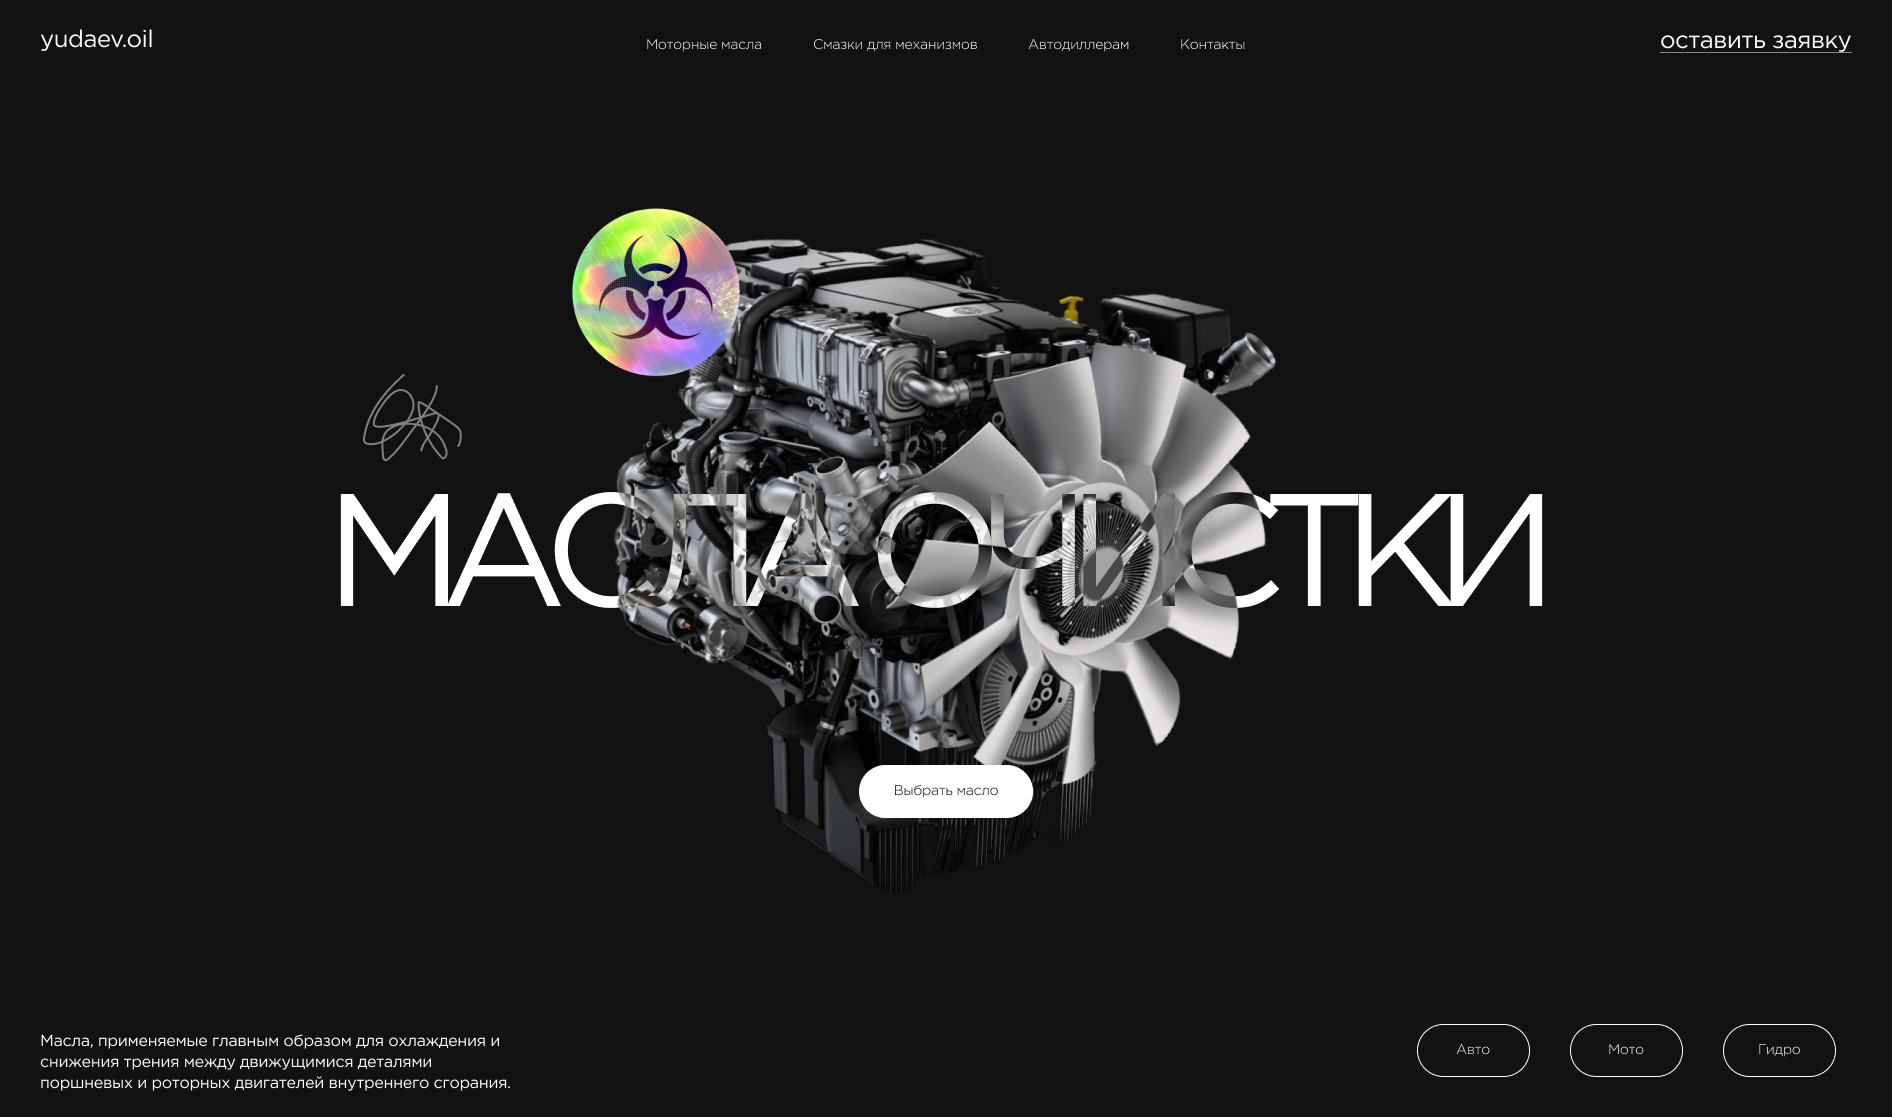 yudaev.oil
Моторные масла
Смазки для механизмов
Автодиллерам
Контакты
оставить заявку
МАСЛА ОЧИСТКИ
Выбрать масло
Масла, применяемые главным образом для охлаждения и
снижения трения между движущимися деталями
поршневых и роторных двигателей внутреннего сгорания.
Авто
Мото
Гидро